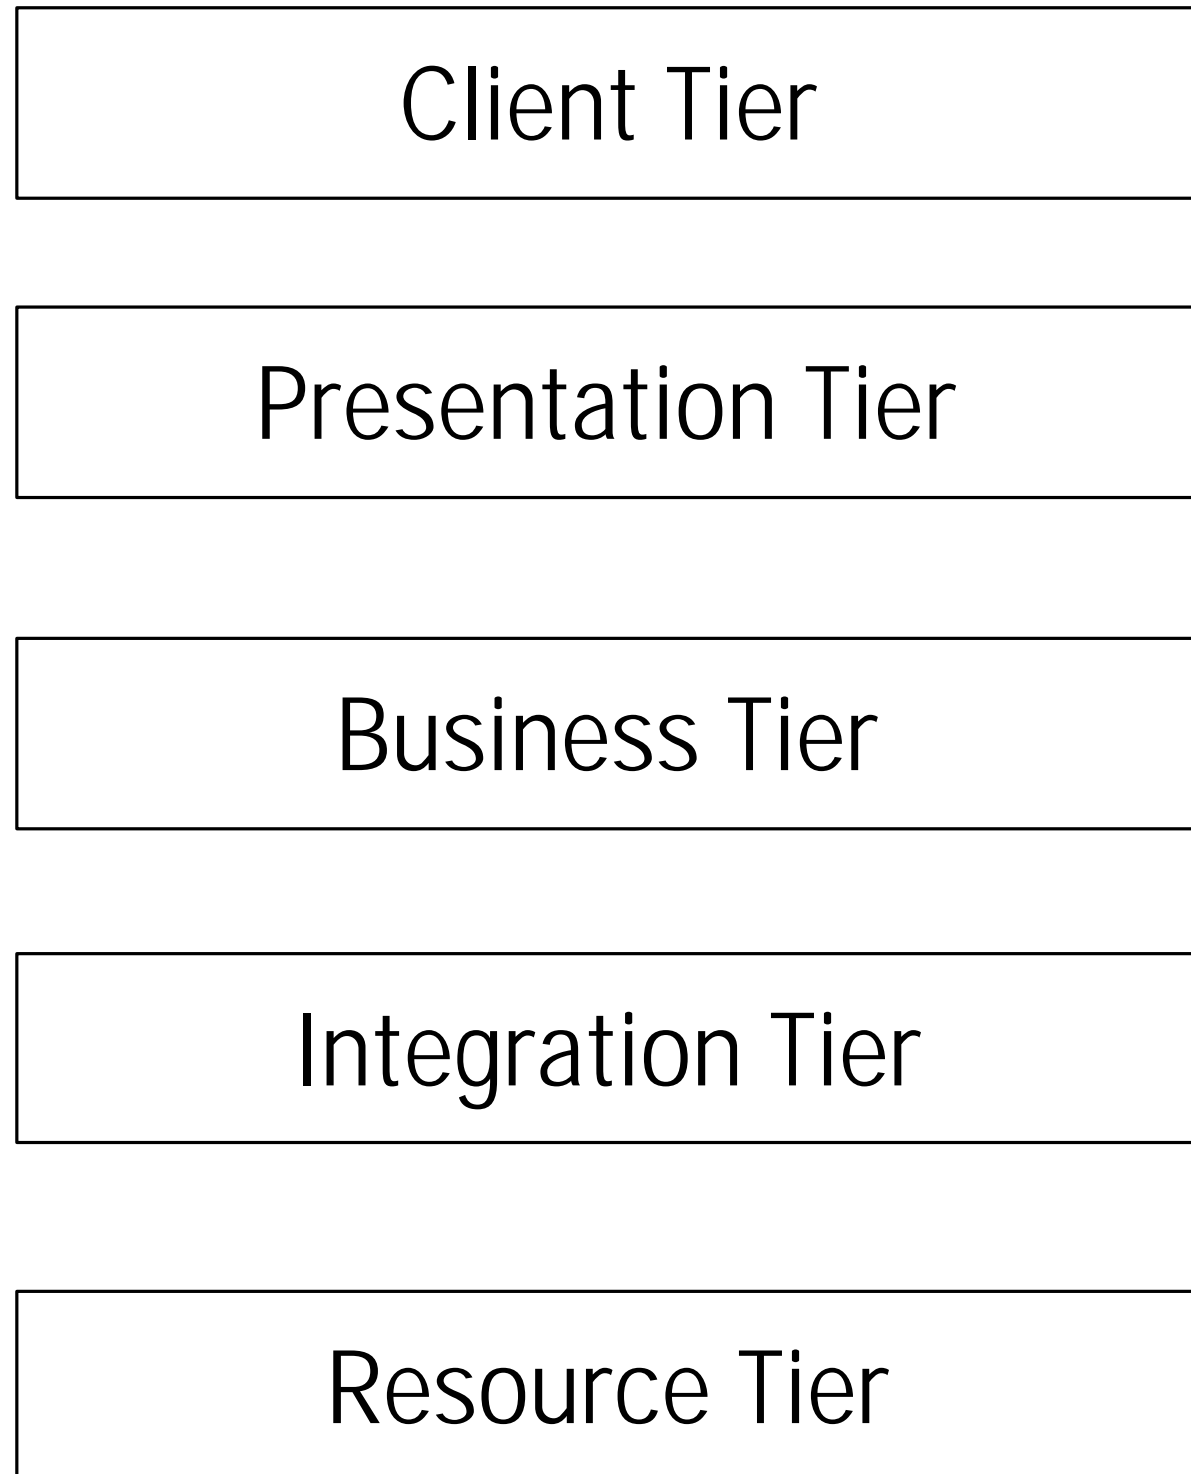 Client Tier
Presentation Tier
Business Tier
Integration Tier
Resource Tier